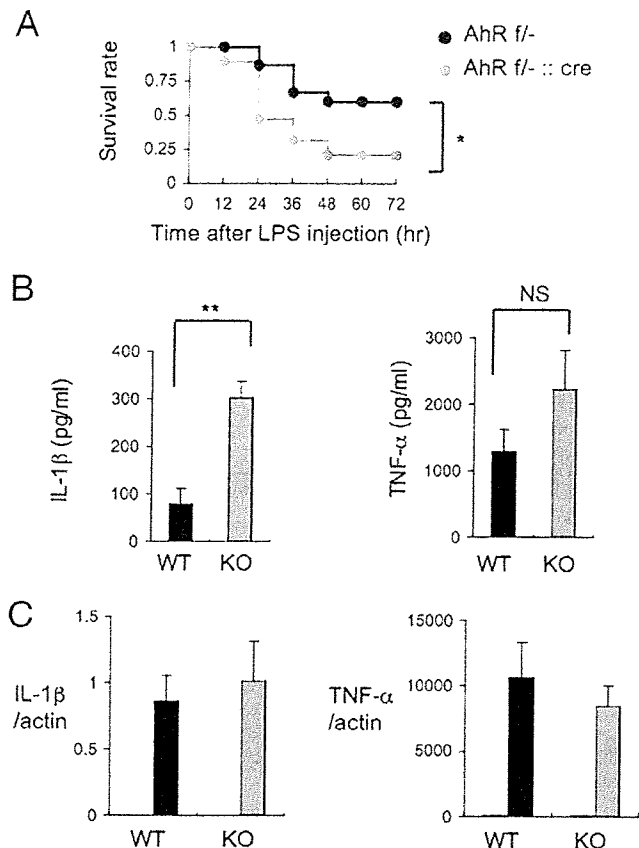 A
Survival rate
1
0.75
0.5
0.25
0 12 24 36 48 60 72
Time after LPS injection (hr)
AhR f/-
AhR f/- :: cre
*
B
**
IL-1β (pg/ml)
400
300
200
100
0
WT KO
NS
TNF-α (pg/ml)
3000
2000
1000
0
WT KO
C
IL-1β
/actin
1.5
1
0.5
0
WT KO
TNF-α
/actin
15000
10000
5000
0
WT KO